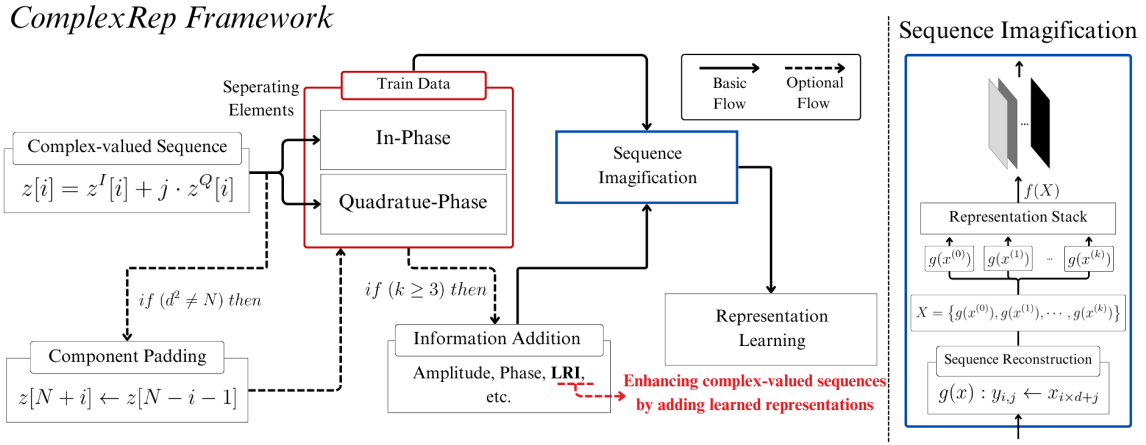 ComplexRep Framework
Seperating
Elements
Train Data
In-Phase
Quadratue-Phase
Complex-valued Sequence
z[i] = z^I[i] + j · z^Q[i]
if (d² ≠ N) then
Component Padding
z[N + i] ← z[N − i − 1]
if (k ≥ 3) then
Information Addition
Amplitude, Phase, LRI,
etc.
Enhancing complex-valued sequences
by adding learned representations
Basic
Flow
Optional
Flow
Sequence
Imagification
Representation
Learning
Sequence Imagification
...
f(X)
Representation Stack
g(x^(0)) g(x^(1)) ... g(x^(k))
X = {g(x^(0)), g(x^(1)), ⋯ , g(x^(k))}
Sequence Reconstruction
g(x) : y_{i,j} ← x_{i×d+j}